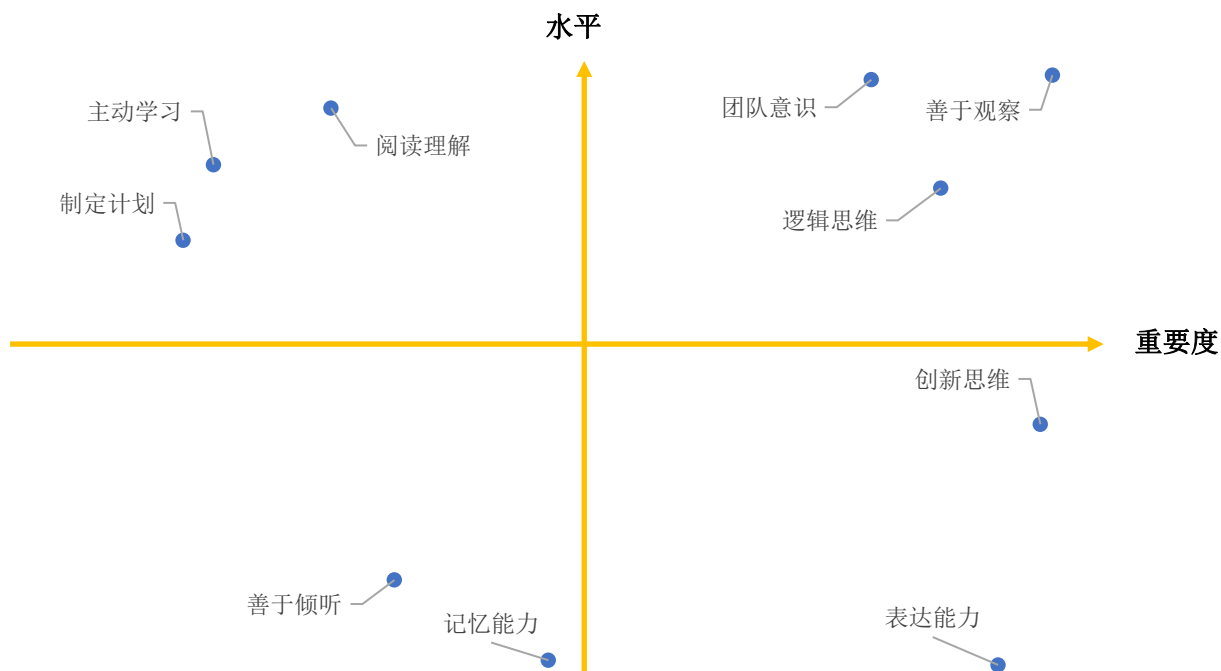 水平
团队意识
善于观察
主动学习
阅读理解
制定计划
逻辑思维
重要度
创新思维
善于倾听
记忆能力
表达能力